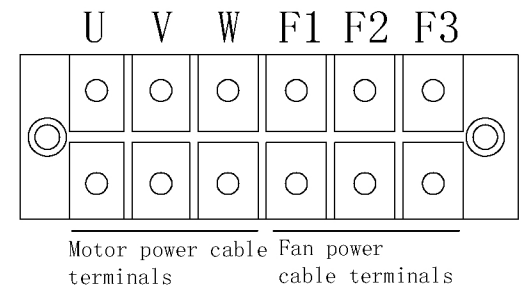 U V W F1 F2 F3
Motor power cable Fan power
terminals cable terminals